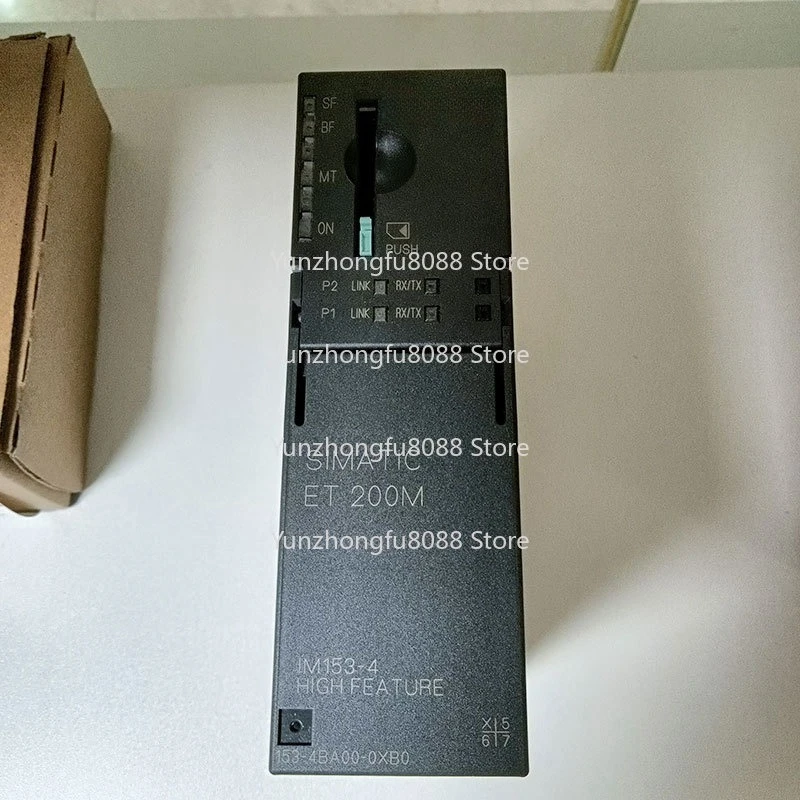 SF
BF
MT
ON
PUSH
Yunzhongfu8088 Store
P2 LINK RX/TX
P1 LINK RX/TX
Yunzhongfu8088 Store
Yunzhongfu8088 Store
SIMATIC
ET 200M
Yunzhongfu8088 Store
IM153-4
HIGH FEATURE
X 5
6 7
153-4BA00-0XB0